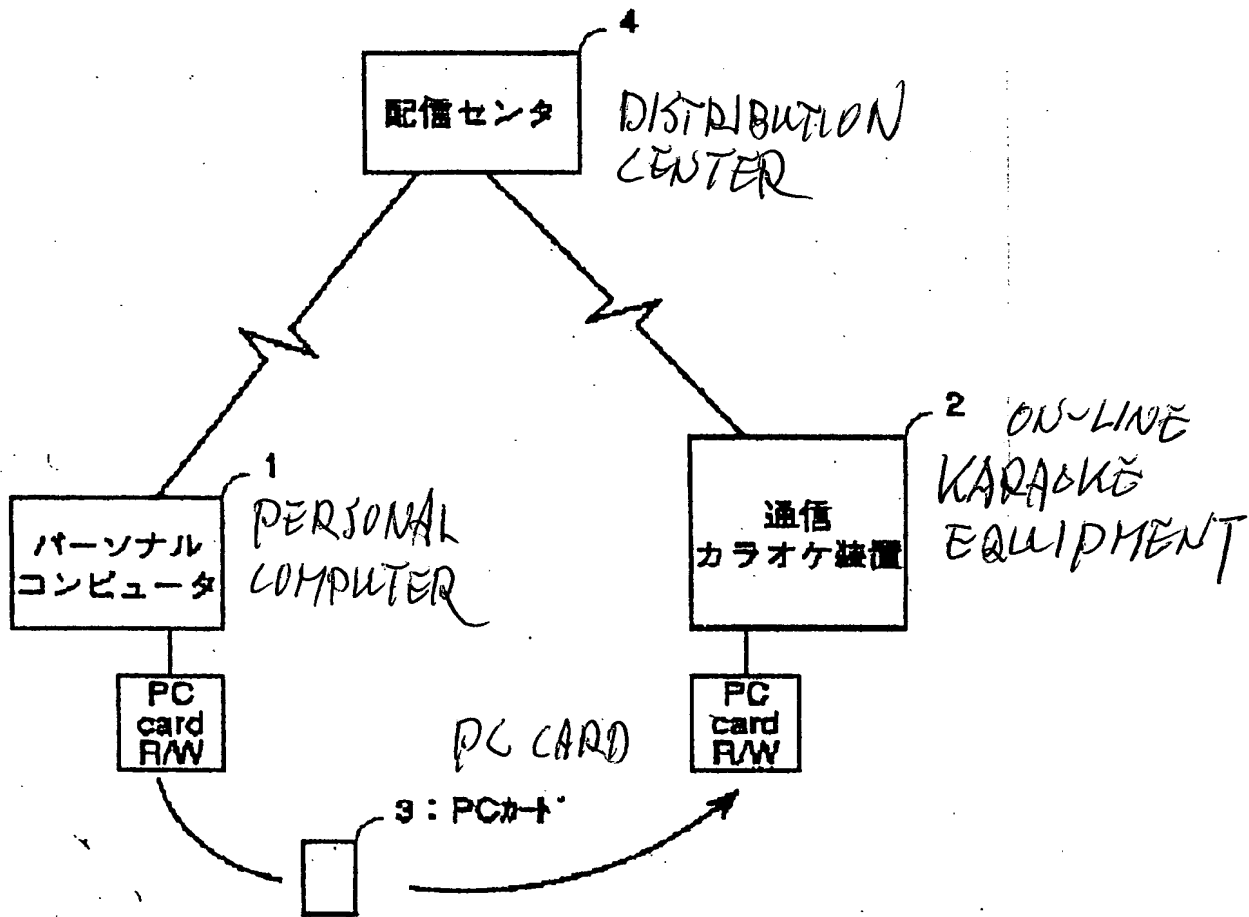 4
配信センタ
DISTRIBUTION
CENTER
1
パーソナル
コンピュータ
PERSONAL
COMPUTER
2
通信
カラオケ装置
ON-LINE
KARAOKE
EQUIPMENT
PC
card
R/W
PC
card
R/W
PC CARD
3：PCカード